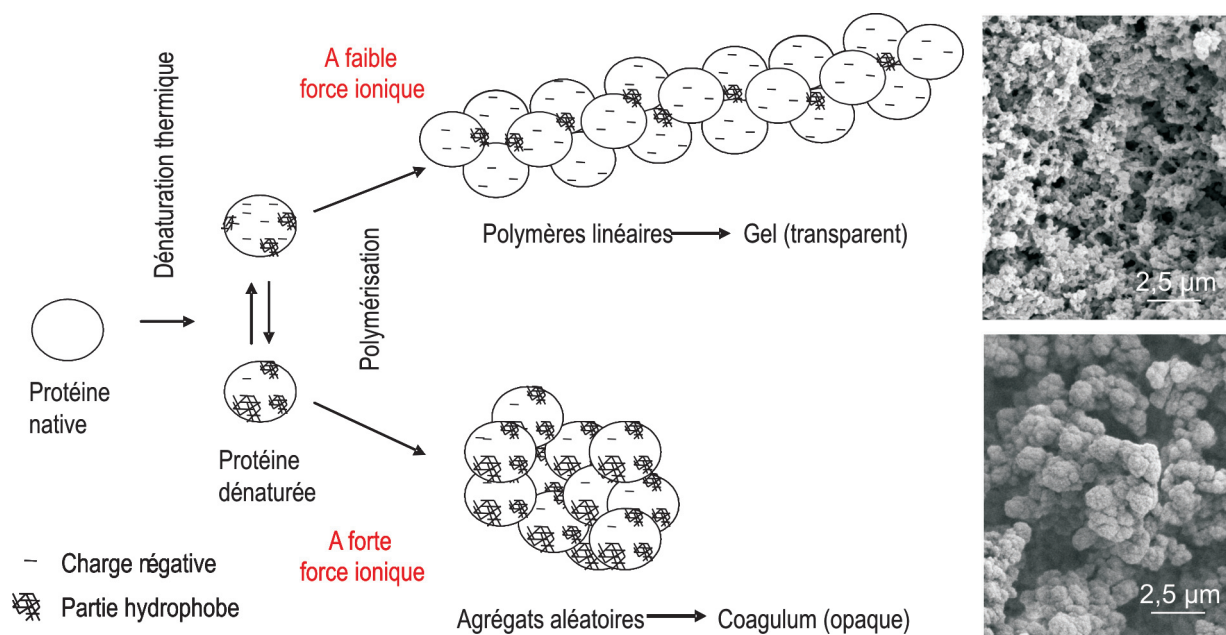 A faible
force ionique
Dénaturation thermique
Polymères linéaires
Gel (transparent)
2,5 µm
Polymérisation
Protéine
native
Protéine
dénaturée
A forte
force ionique
Charge régative
Partie hydrophobe
Agrégats aléatoires
Coagulum (opaque)
2,5 µm